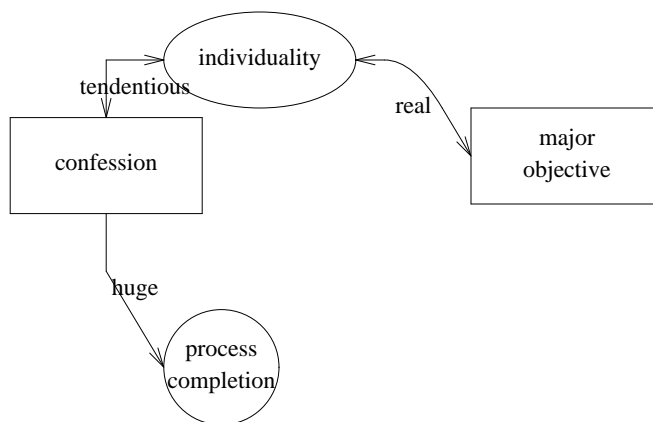 individuality
tendentious
real
major
objective
confession
huge
process
completion